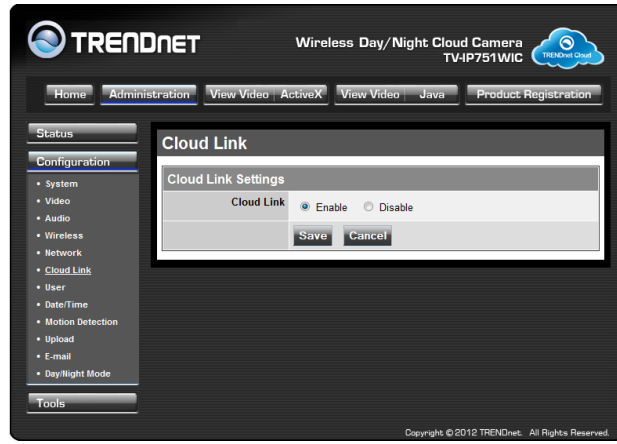 TRENDNET
Wireless Day/Night Cloud Camera
TV-IP751WIC
TRENDnet Cloud
Home
Administration
View Video ActiveX
View Video Java
Product Registration
Status
Configuration
• System
• Video
• Audio
• Wireless
• Network
• Cloud Link
• User
• Date/Time
• Motion Detection
• Upload
• E-mail
• Day/Night Mode
Tools
Cloud Link
Cloud Link Settings
Cloud Link
Enable
Disable
Save
Cancel
Copyright © 2012 TRENDnet. All Rights Reserved.